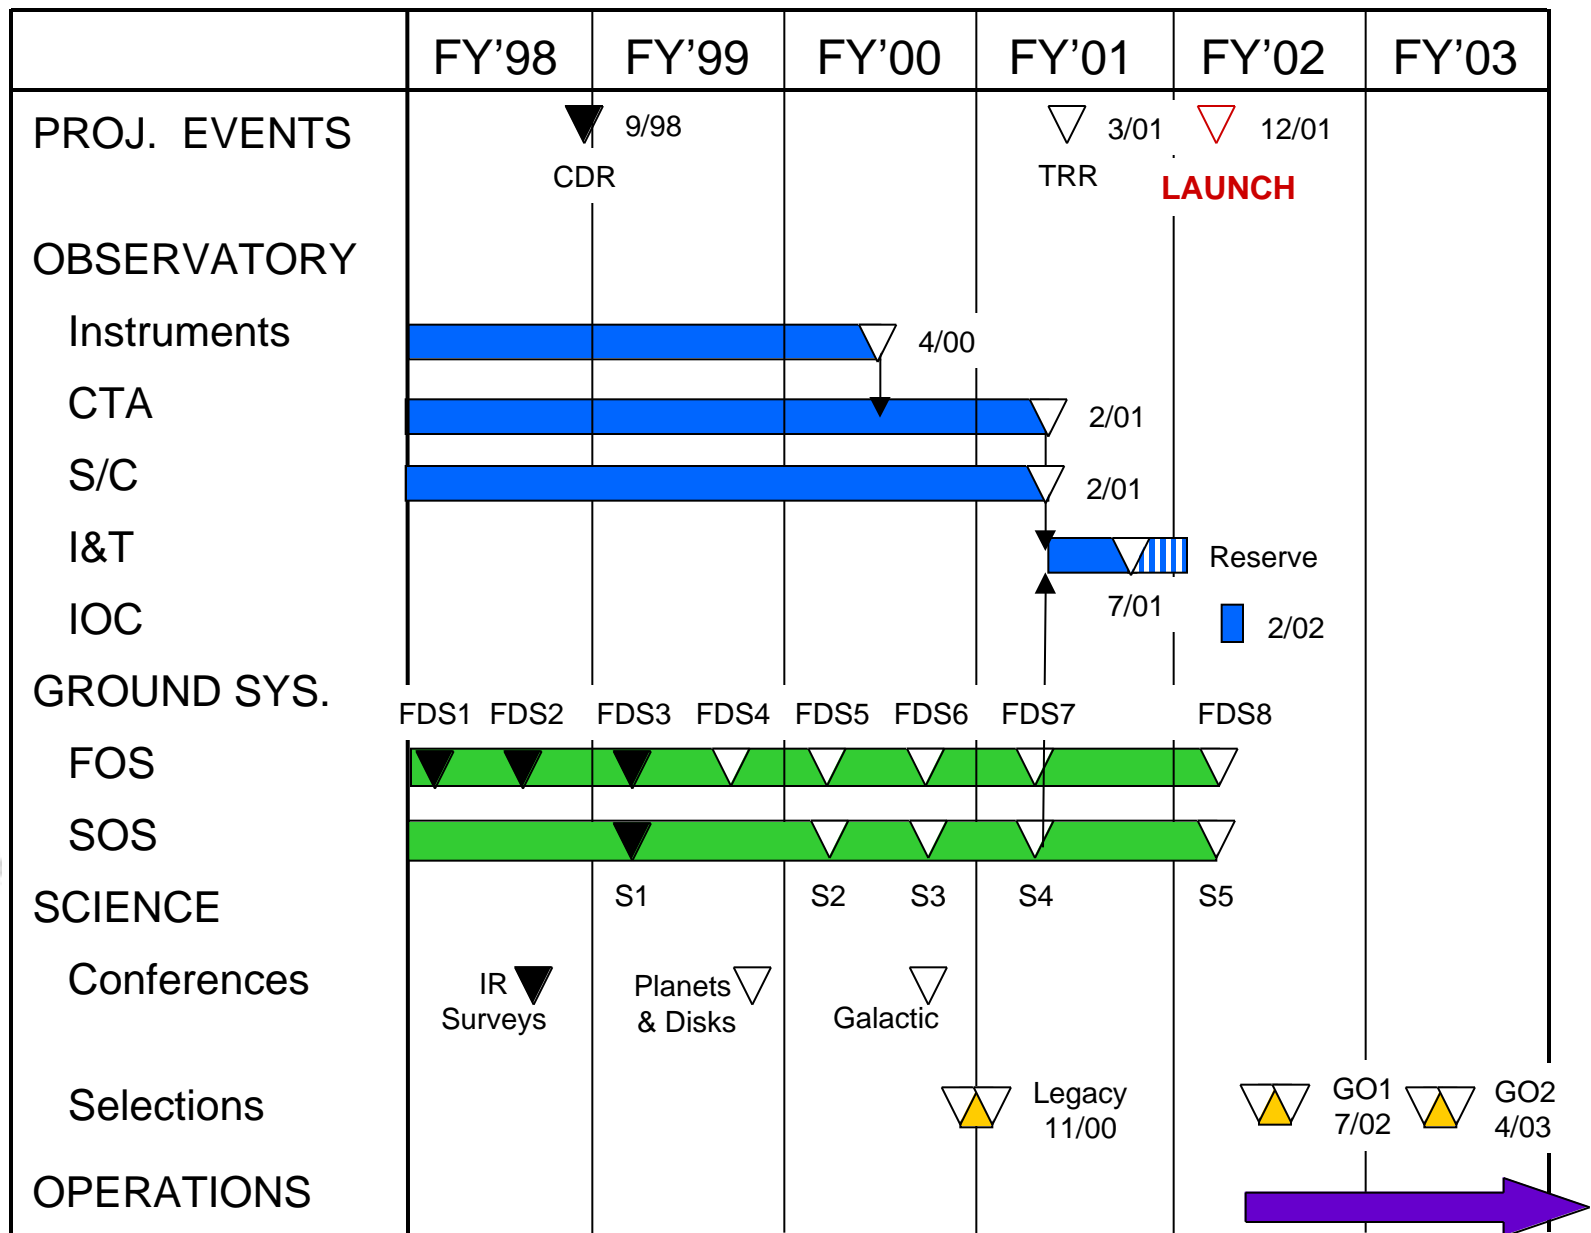 FY’98 FY’99 FY’00 FY’01 FY’02 FY’03
PROJ. EVENTS 9/98 3/01 12/01
CDR TRR LAUNCH
OBSERVATORY
Instruments 4/00
CTA 2/01
S/C 2/01
I&T Reserve
7/01
IOC 2/02
GROUND SYS.
FDS1 FDS2 FDS3 FDS4 FDS5 FDS6 FDS7 FDS8
FOS
SOS
S1 S2 S3 S4 S5
SCIENCE
Conferences
IR
Surveys
Planets
& Disks
Galactic
Selections
Legacy
11/00
GO1
7/02
GO2
4/03
OPERATIONS